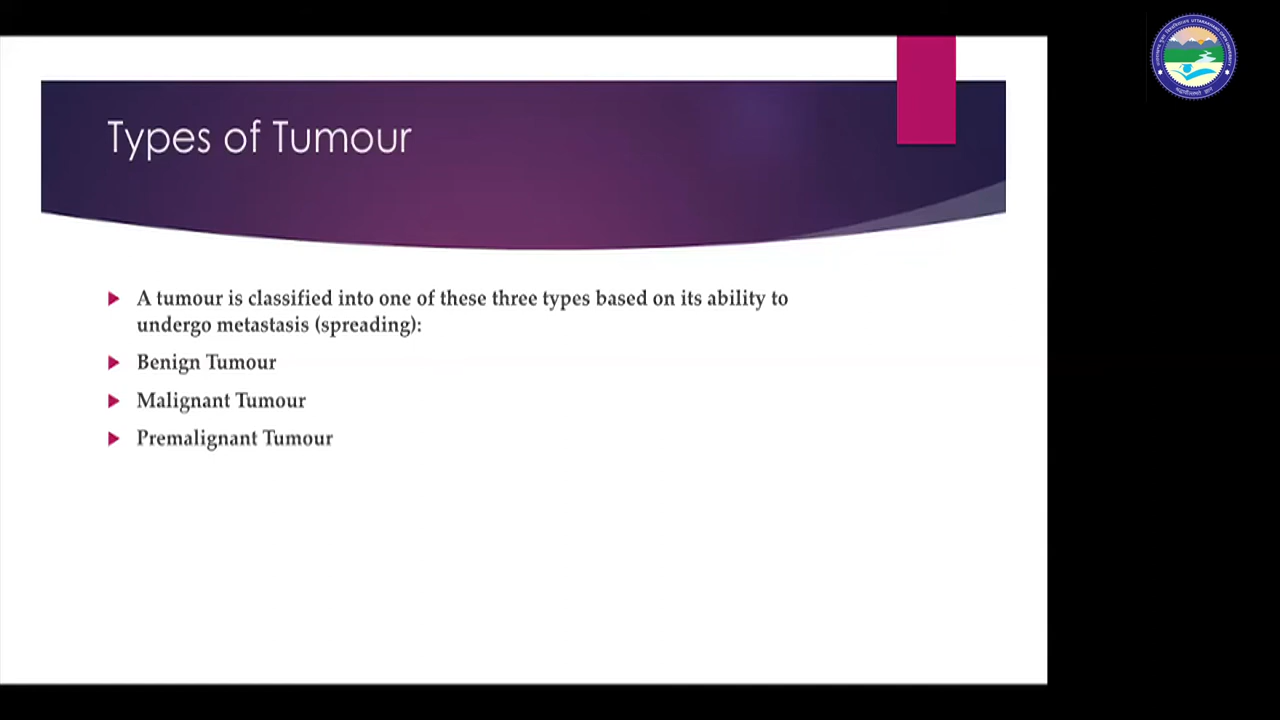 Types of Tumour
A tumour is classified into one of these three types based on its ability to
undergo metastasis (spreading):
Benign Tumour
Malignant Tumour
Premalignant Tumour